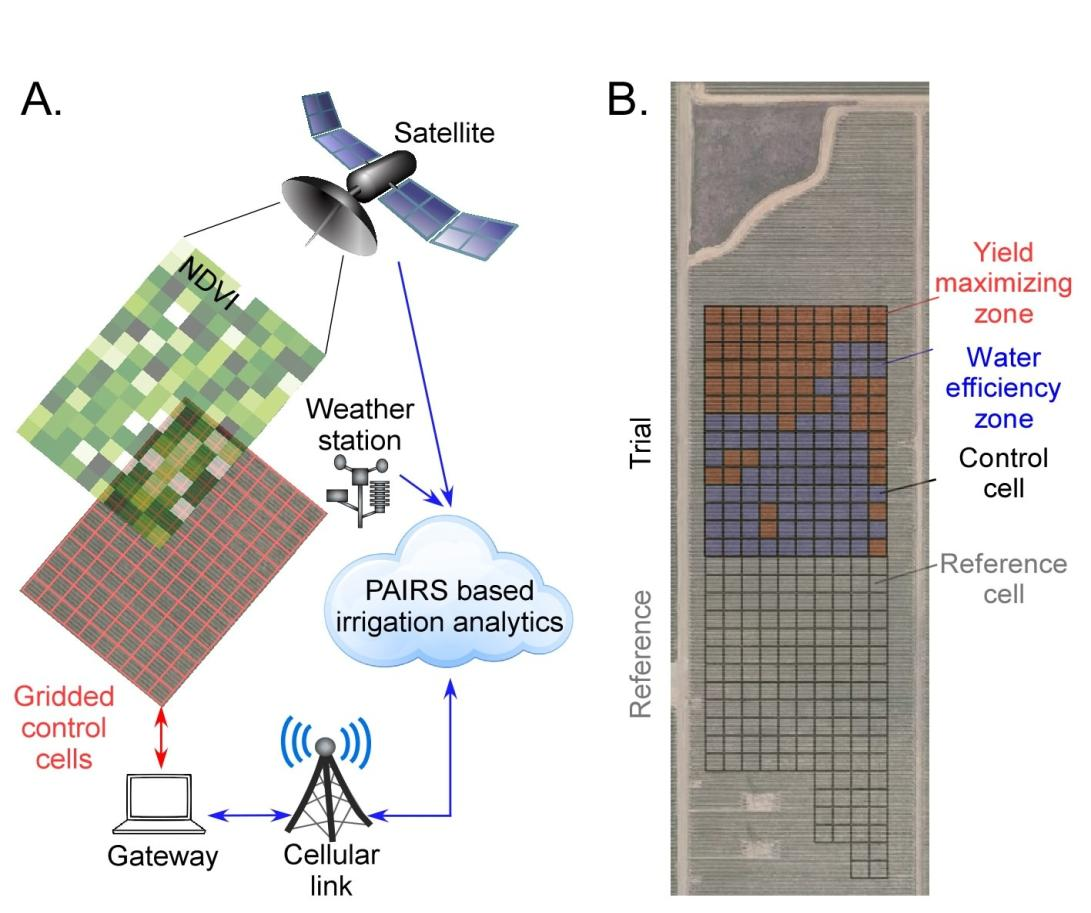 A.
Satellite
NDVI
Weather
station
PAIRS based
irrigation analytics
Gridded
control
cells
Gateway
Cellular
link
B.
Yield
maximizing
zone
Water
efficiency
zone
Trial
Control
cell
Reference
cell
Reference